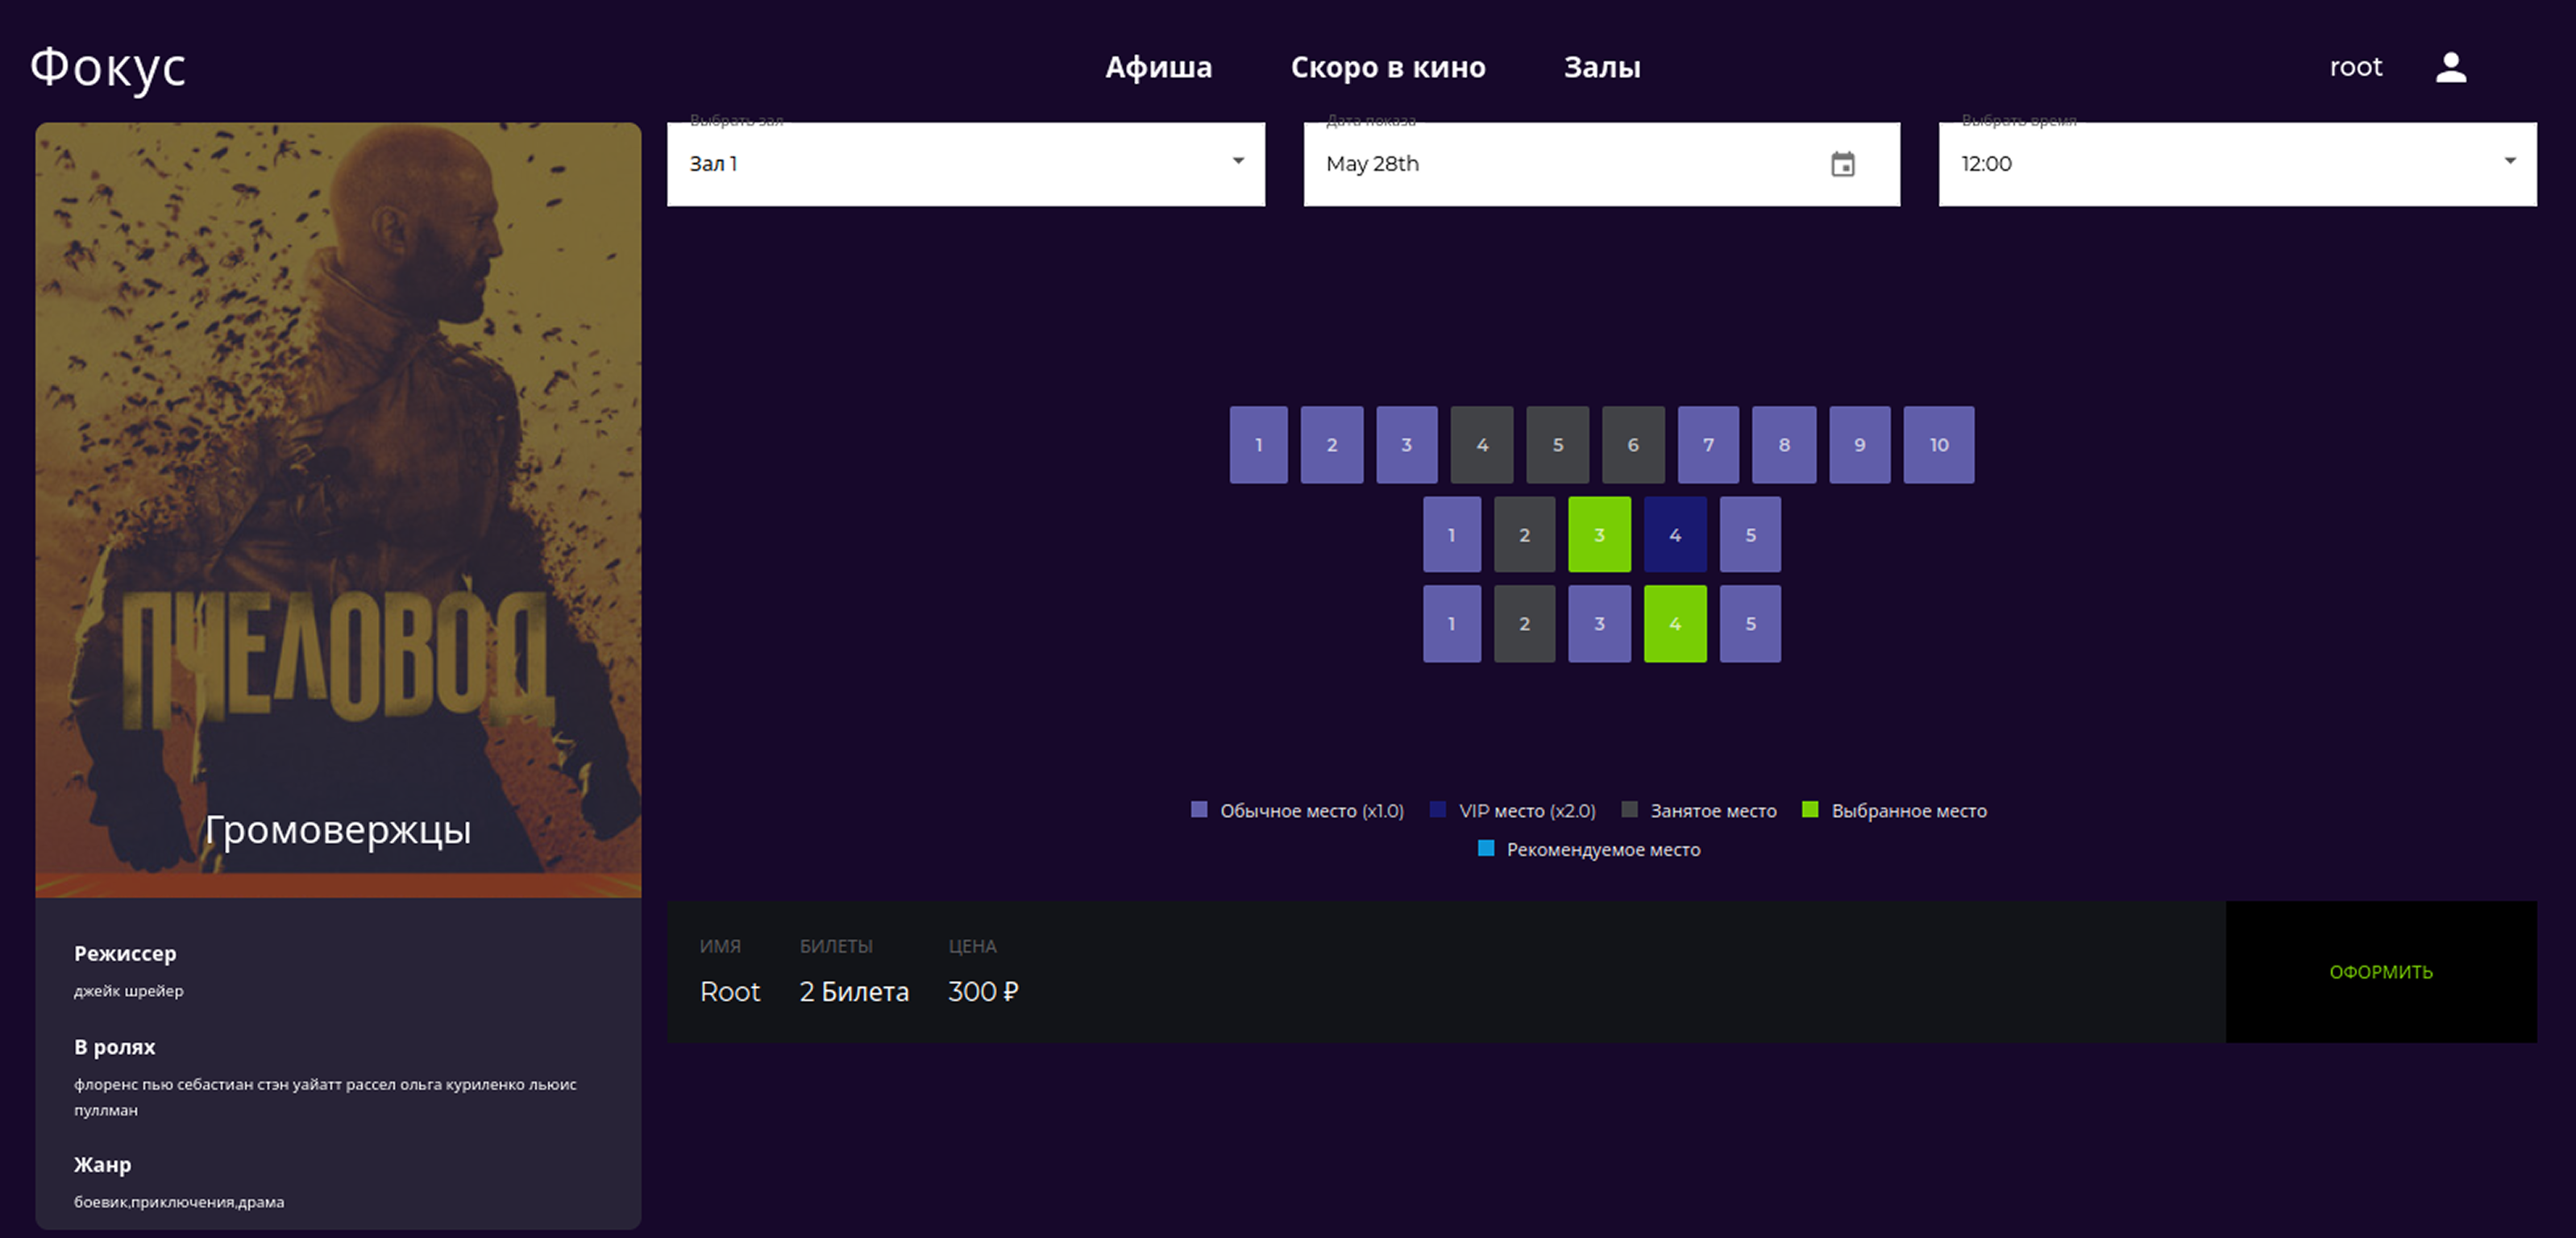 Фокус
Афиша Скоро в кино Залы
root
Выбрать зал
Зал 1
Дата показа
May 28th
Выбрать время
12:00
ПЧЕЛОВОД
Громовержцы
Режиссер
джейк шрейер
В ролях
флоренс пью себастиан стэн уайатт рассел ольга куриленко льюис
пуллман
Жанр
боевик,приключения,драма
1 2 3 4 5 6 7 8 9 10
1 2 3 4 5
1 2 3 4 5
Обычное место (x1.0) VIP место (x2.0) Занятое место Выбранное место
Рекомендуемое место
ИМЯ БИЛЕТЫ ЦЕНА
Root 2 Билета 300 ₽
ОФОРМИТЬ